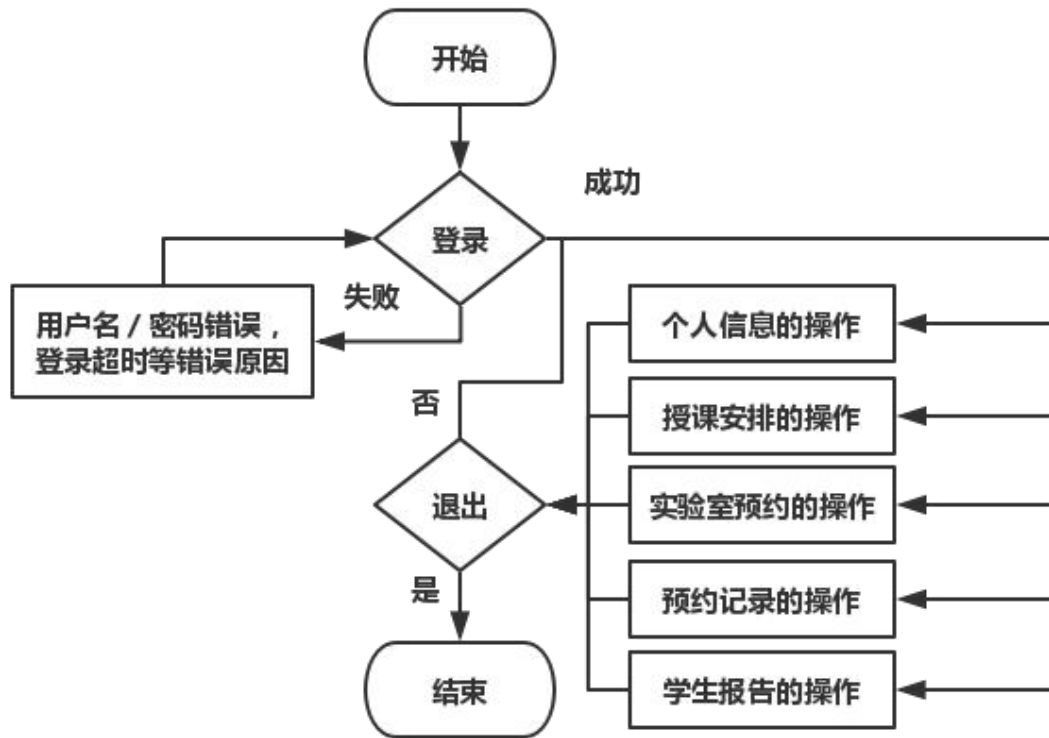 开始
成功
登录
失败
用户名 / 密码错误，
登录超时等错误原因
个人信息的操作
否
授课安排的操作
退出
实验室预约的操作
是
预约记录的操作
结束
学生报告的操作